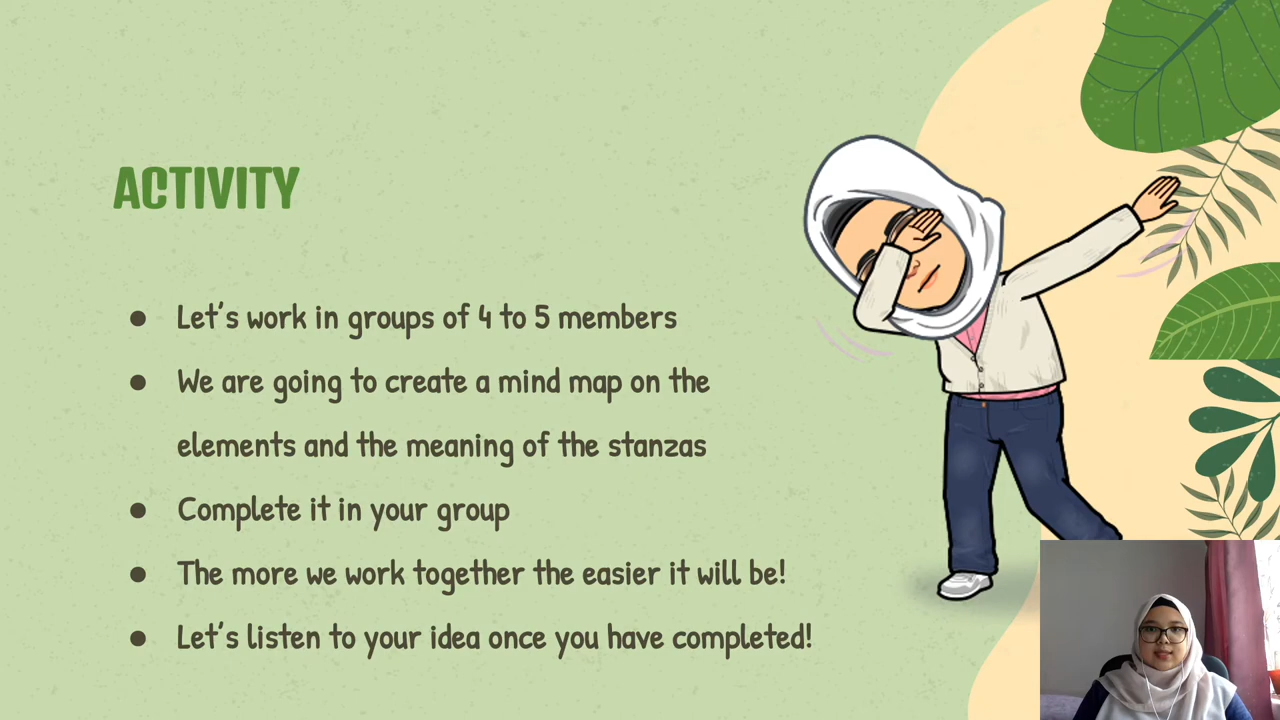 ACTIVITY
● Let's work in groups of 4 to 5 members
● We are going to create a mind map on the
elements and the meaning of the stanzas
● Complete it in your group
● The more we work together the easier it will be!
● Let's listen to your idea once you have completed!